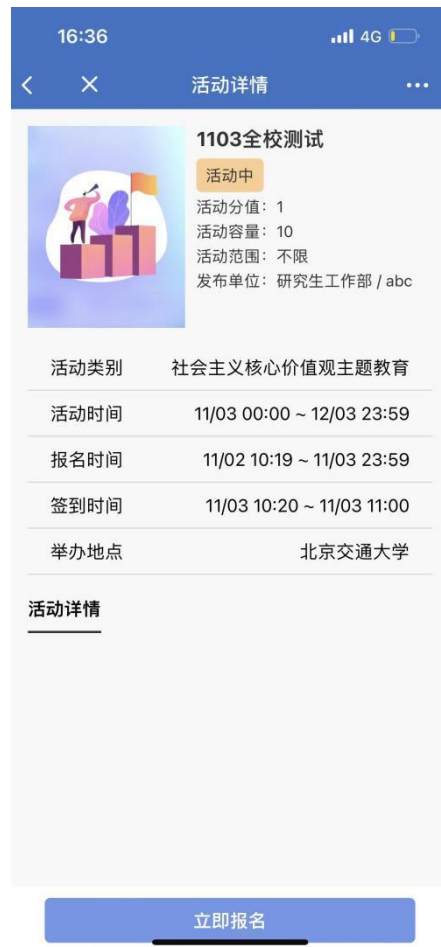 16:36
4G
活动详情
1103全校测试
活动中
活动分值：1
活动容量：10
活动范围：不限
发布单位：研究生工作部 / abc
活动类别 社会主义核心价值观主题教育
活动时间 11/03 00:00 ~ 12/03 23:59
报名时间 11/02 10:19 ~ 11/03 23:59
签到时间 11/03 10:20 ~ 11/03 11:00
举办地点 北京交通大学
活动详情
立即报名